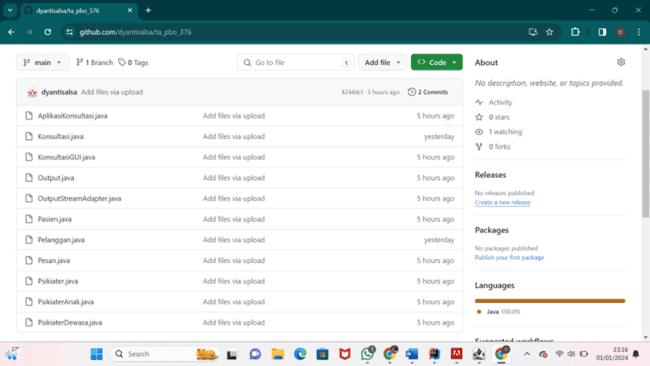 dyantisalsa/ta_pbo_376
github.com/dyantisalsa/ta_pbo_376
D
main
1 Branch
0 Tags
Go to file
t
Add file
Code
dyantisalsa Add files via upload 4244dcf · 5 hours ago 2 Commits
AplikasiKonsultasi.java Add files via upload 5 hours ago
Konsultasi.java Add files via upload yesterday
KonsultasiGUI.java Add files via upload 5 hours ago
Output.java Add files via upload 5 hours ago
OutputStreamAdapter.java Add files via upload 5 hours ago
Pasien.java Add files via upload 5 hours ago
Pelanggan.java Add files via upload yesterday
Pesan.java Add files via upload 5 hours ago
Psikiater.java Add files via upload 5 hours ago
PsikiaterAnak.java Add files via upload 5 hours ago
PsikiaterDewasa.java Add files via upload 5 hours ago
About
No description, website, or topics provided.
Activity
0 stars
1 watching
0 forks
Releases
No releases published
Create a new release
Packages
No packages published
Publish your first package
Languages
Java 100.0%
Suggested workflows
27°
Search
23:16
01/01/2024